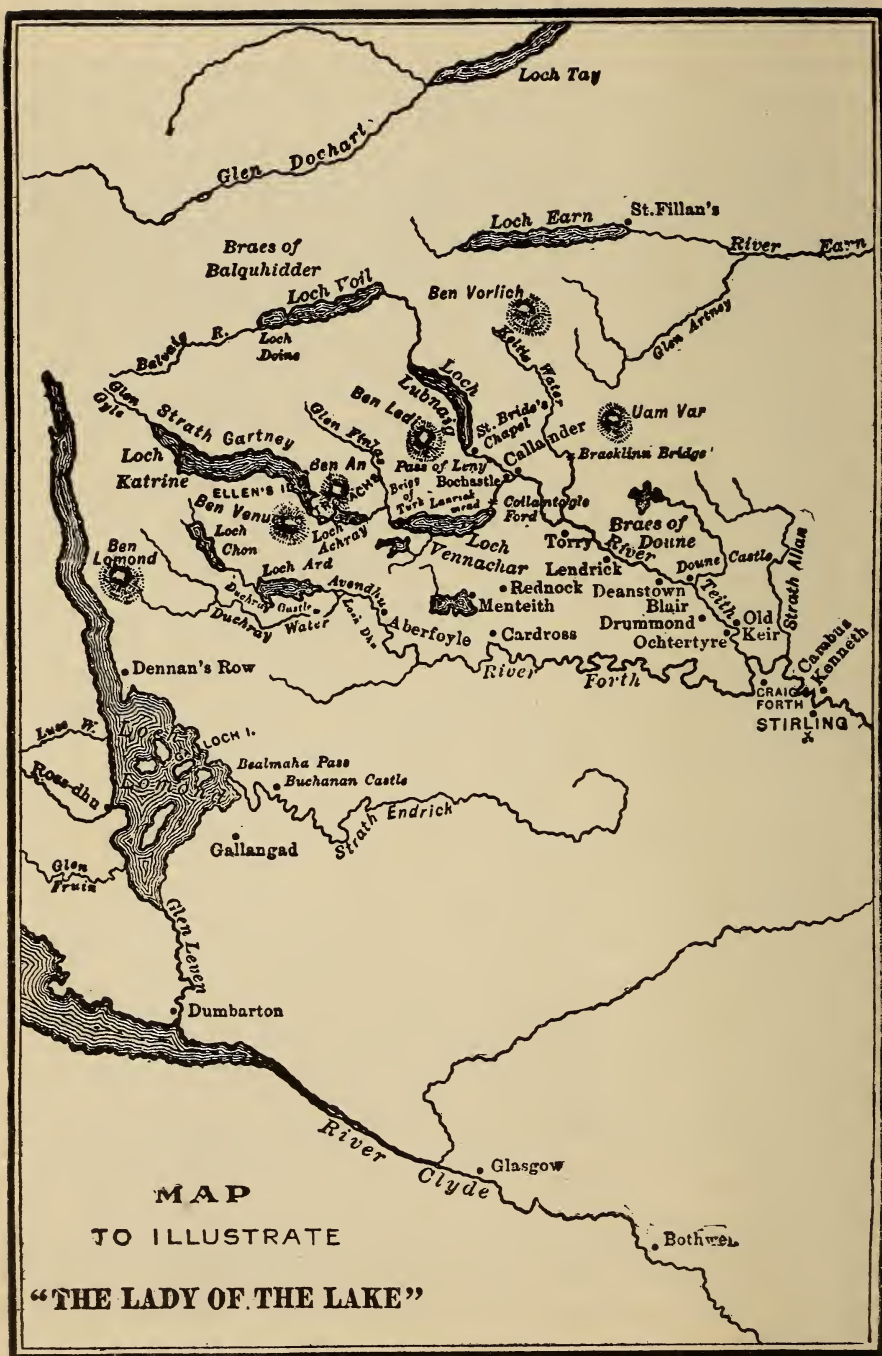 Loch Tay
Glen Dochart
St.Fillan's
Loch Earn
River Earn
Braes of
Balquhidder
Loch Voil
Ben Vorlich
Glen Artney
Balvaig R.
Loch
Doine
Keltie Water
Glen
Gyle
Loch
Lubnaig
Strath Gartney
Glen Finlas
Ben Ledi
St. Bride's
Chapel
Uam Var
Callander
Bracklinn Bridge
Loch
Katrine
Ben An
Pass of Leny
Bochastle
ELLEN'S I.
Brigg
of
Turk
Lanrick
mead
Coilantogle
Ford
Ben Venu
Loch
Achray
Loch
Vennachar
Braes of
Doune
Loch
Chon
Torry
River
Teith
Ben
Lomond
Loch Ard
Lendrick
Doune Castle
Strath Allan
Avendhu
Rednock
Deanstown
Duchray Castle
Menteith
Blair
Drummond
Old
Keir
Duchray
Water
Aberfoyle
Cardross
Ochtertyre
Cambus
Kenneth
Dennan's Row
River Forth
CRAIG
FORTH
STIRLING
Luss W.
Loch
Lomond
LOCH I.
Bealmaha Pass
Ross-dhu
Buchanan Castle
Strath Endrick
Gallangad
Glen
Fruin
Glen Leven
Dumbarton
River Clyde
Glasgow
MAP
TO ILLUSTRATE
"THE LADY OF THE LAKE"